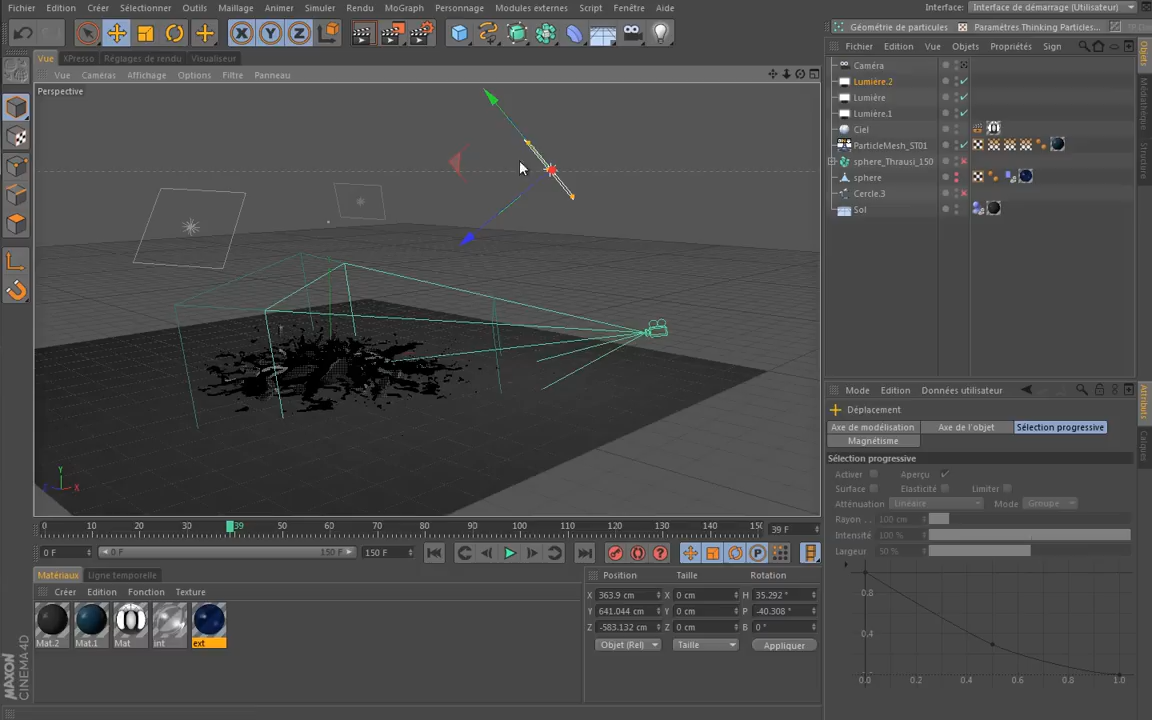 Fichier Edition Créer Sélectionner Outils Maillage Animer Simuler Rendu MoGraph Personnage Modules externes Script Fenêtre Aide Interface: Interface de démarrage (Utilisateur)
Géométrie de particules Paramètres Thinking Particles...
Fichier Edition Vue Objets Propriétés Sign
Vue XPresso Réglages de rendu Visualiseur
Vue Caméras Affichage Options Filtre Panneau
Perspective
Caméra
Lumière.2
Lumière
Lumière.1
Ciel
ParticleMesh_ST01
sphere_Thrausi_150
sphere
Cercle.3
Sol
Objets
Médiathèque
Structure
Y
Z X
Mode Edition Données utilisateur
Déplacement
Axe de modélisation Axe de l'objet Sélection progressive
Magnétisme
Sélection progressive
Activer Aperçu
Surface Elasticité Limiter
Atténuation Linéaire Mode Groupe
Rayon . . 100 cm
Intensité 100 %
Largeur 50 %
0.8
0.4
0.0 0.2 0.4 0.6 0.8 1.0
Attributs
Calques
0 10 20 30 39 50 60 70 80 90 100 110 120 130 140 150 39 F
0 F 0 F 150 F 150 F
Matériaux Ligne temporelle
Créer Edition Fonction Texture
Mat.2 Mat.1 Mat int ext
Position Taille Rotation
X 363.9 cm X 0 cm H 35.292 °
Y 641.044 cm Y 0 cm P -40.308 °
Z -583.132 cm Z 0 cm B 0 °
Objet (Rel) Taille Appliquer
MAXON
CINEMA 4D